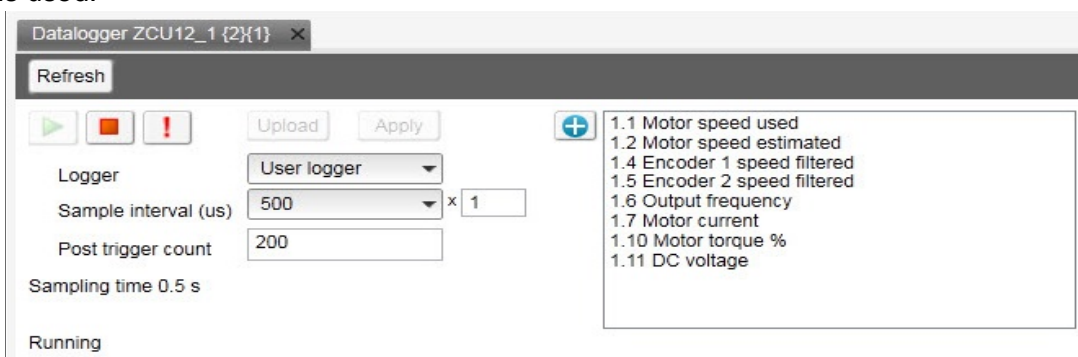 Datalogger ZCU12_1 {2}{1} ×
Refresh
Upload Apply
Logger User logger
Sample interval (us) 500 x 1
Post trigger count 200
Sampling time 0.5 s
Running
1.1 Motor speed used
1.2 Motor speed estimated
1.4 Encoder 1 speed filtered
1.5 Encoder 2 speed filtered
1.6 Output frequency
1.7 Motor current
1.10 Motor torque %
1.11 DC voltage